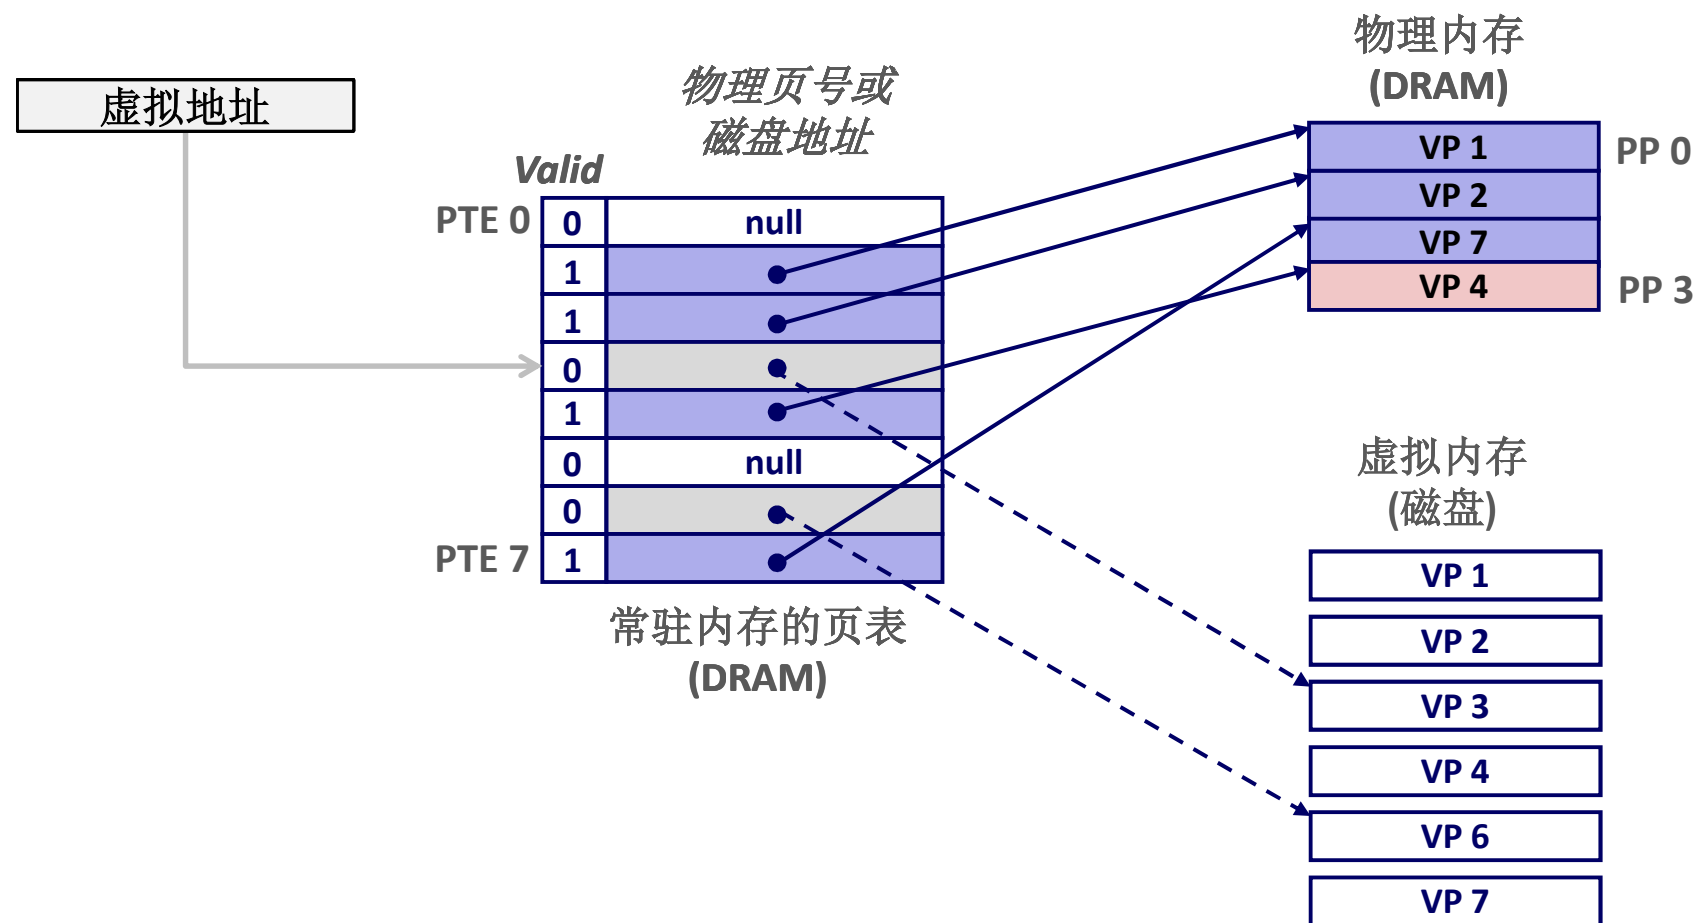 虚拟地址
物理页号或
磁盘地址
Valid
PTE 0
0
null
1
1
0
1
0
null
0
PTE 7
1
常驻内存的页表
(DRAM)
物理内存
(DRAM)
VP 1
PP 0
VP 2
VP 7
VP 4
PP 3
虚拟内存
(磁盘)
VP 1
VP 2
VP 3
VP 4
VP 6
VP 7